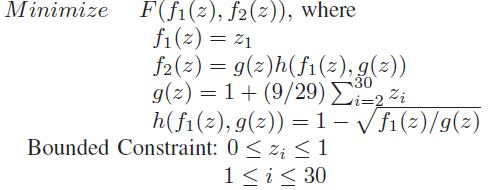 Minimize F(f₁(z), f₂(z)), where
f₁(z) = z₁
f₂(z) = g(z)h(f₁(z), g(z))
g(z) = 1 + (9/29) ∑³⁰ᵢ₌₂ zᵢ
h(f₁(z), g(z)) = 1 − √f₁(z)/g(z)
Bounded Constraint: 0 ≤ zᵢ ≤ 1
1 ≤ i ≤ 30